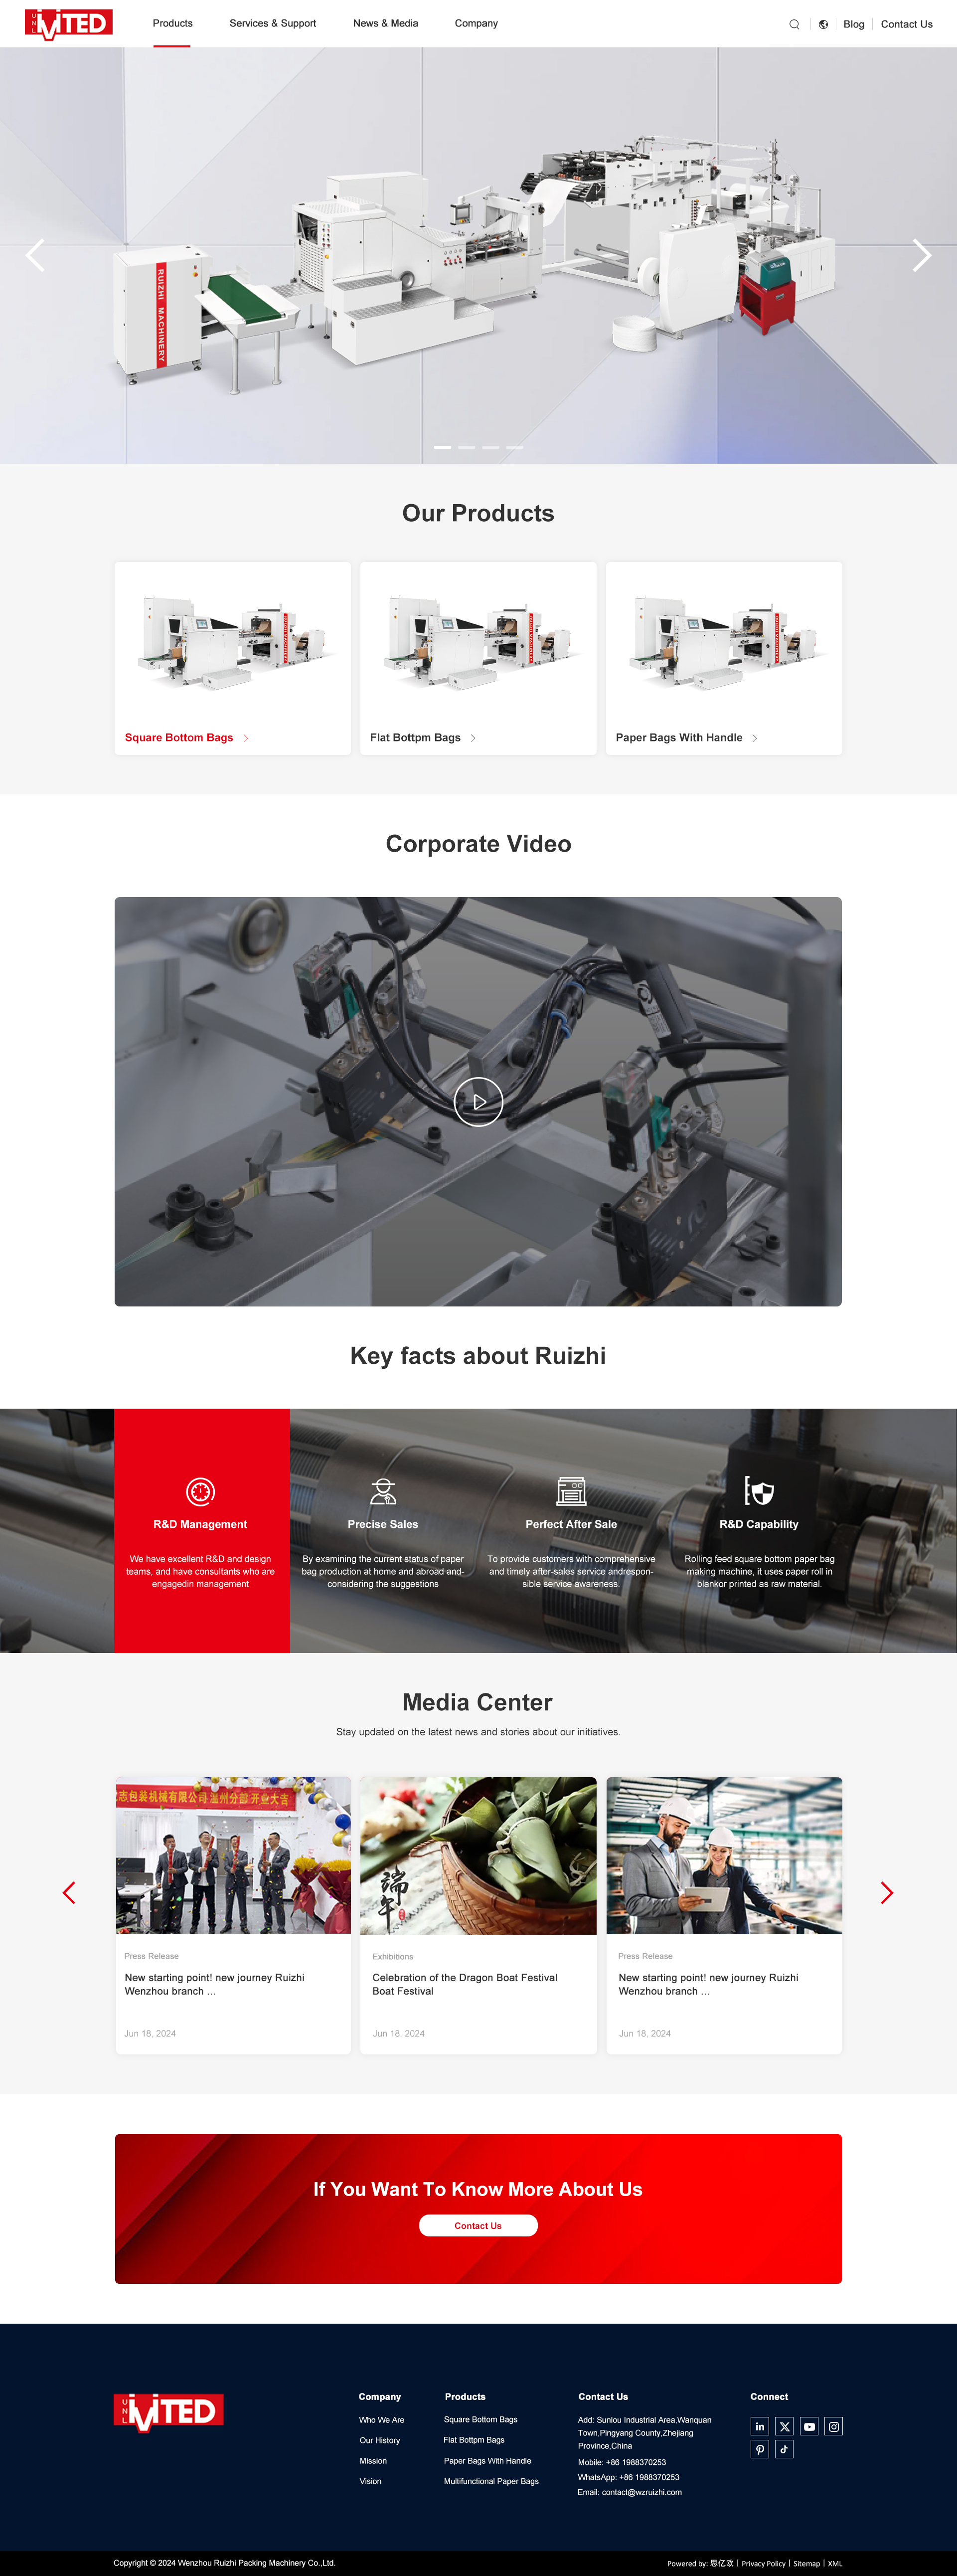 UNLIMITED
Products
Services & Support
News & Media
Company
Blog
Contact Us
RUIZHI MACHINERY
Our Products
Square Bottom Bags
Flat Bottpm Bags
Paper Bags With Handle
Corporate Video
Key facts about Ruizhi
R&D Management
We have excellent R&D and design
teams, and have consultants who are
engagedin management
Precise Sales
By examining the current status of paper
bag production at home and abroad and-
considering the suggestions
Perfect After Sale
To provide customers with comprehensive
and timely after-sales service andrespon-
sible service awareness.
R&D Capability
Rolling feed square bottom paper bag
making machine, it uses paper roll in
blankor printed as raw material.
Media Center
Stay updated on the latest news and stories about our initiatives.
志包装机械有限公司温州分部开业大吉
Press Release
New starting point! new journey Ruizhi
Wenzhou branch ...
Jun 18, 2024
端午
Exhibitions
Celebration of the Dragon Boat Festival
Boat Festival
Jun 18, 2024
Press Release
New starting point! new journey Ruizhi
Wenzhou branch ...
Jun 18, 2024
If You Want To Know More About Us
Contact Us
UNLIMITED
Company
Who We Are
Our History
Mission
Vision
Products
Square Bottom Bags
Flat Bottpm Bags
Paper Bags With Handle
Multifunctional Paper Bags
Contact Us
Add: Sunlou Industrial Area,Wanquan
Town,Pingyang County,Zhejiang
Province,China
Mobile: +86 1988370253
WhatsApp: +86 1988370253
Email: contact@wzruizhi.com
Connect
Copyright © 2024 Wenzhou Ruizhi Packing Machinery Co.,Ltd.
Powered by: 思亿欧 | Privacy Policy | Sitemap | XML